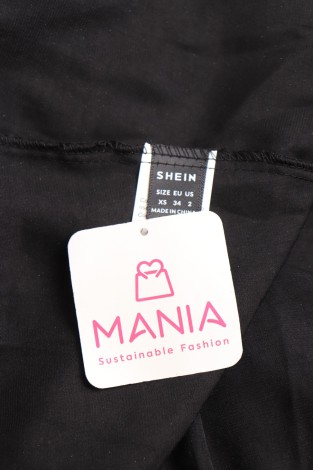 SHEIN
SIZE EU US
XS 34 2
MADE IN CHINA
MANIA
Sustainable Fashion